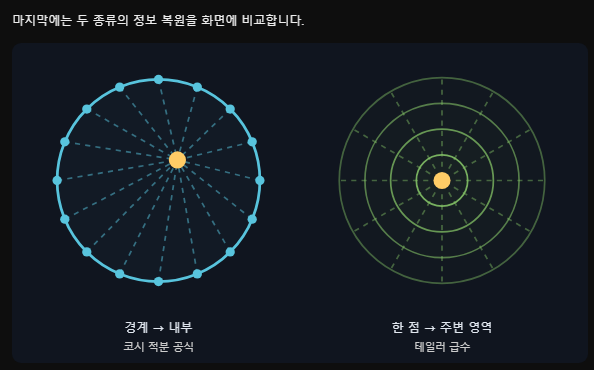 마지막에는 두 종류의 정보 복원을 화면에 비교합니다.
경계 → 내부
코시 적분 공식
한 점 → 주변 영역
테일러 급수